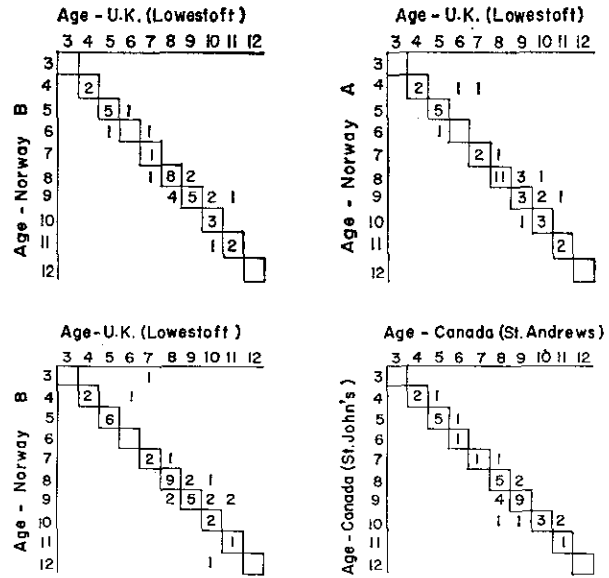 Age - U.K. (Lowestoft)
3 4 5 6 7 8 9 10 11 12
Age - Norway B
3
4 2
5 5 1
6 1 1
7 1
8 1 8 2
9 4 5 2 1
10 3
11 1 2
12
Age - U.K. (Lowestoft)
3 4 5 6 7 8 9 10 11 12
Age - Norway A
3
4 2 1 1
5 5
6 1
7 2 1
8 11 3 1
9 3 2 1
10 1 3
11 2
12
Age - U.K. (Lowestoft)
3 4 5 6 7 8 9 10 11 12
Age - Norway B
3 1
4 2 1
5 6
6
7 2 1
8 9 2 1
9 2 5 2 2
10 2
11 1
12 1
Age - Canada (St. Andrews)
3 4 5 6 7 8 9 10 11 12
Age - Canada (St. John's)
3
4 2 1
5 5 1
6 1
7 1 1
8 5 2
9 4 9
10 1 1 3 2
11 1
12